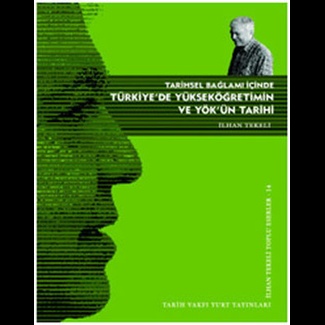 TARİHSEL BAĞLAMI İÇİNDE
TÜRKİYE'DE YÜKSEKÖĞRETİMİN
VE YÖK'ÜN TARİHİ
İLHAN TEKELİ
İLHAN TEKELİ TOPLU ESERLER - 14
TARİH VAKFI YURT YAYINLARI